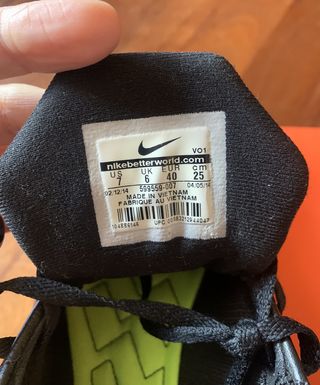 VO1
nikebetterworld.com
US UK EUR cm
7 6 40 25
02/12/14 599559-007 04/05/14
MADE IN VIETNAM
FABRIQUE AU VIETNAM